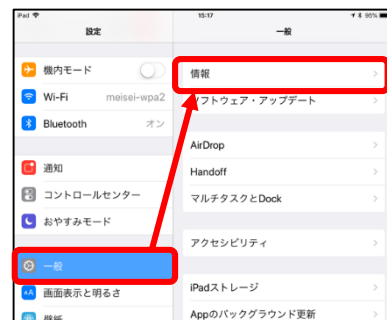 iPad
15:17
95%
設定
一般
機内モード
Wi-Fi meisei-wpa2
Bluetooth オン
通知
コントロールセンター
おやすみモード
一般
画面表示と明るさ
壁紙
情報
ソフトウェア・アップデート
AirDrop
Handoff
マルチタスクとDock
アクセシビリティ
iPadストレージ
Appのバックグラウンド更新